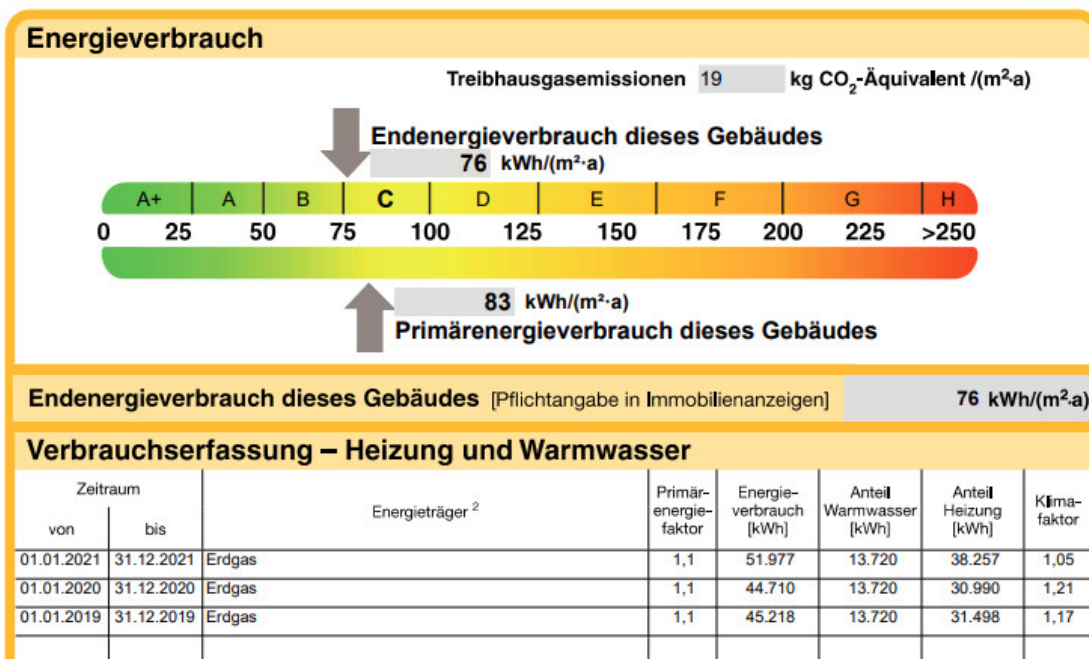 Energieverbrauch
Treibhausgasemissionen 19 kg CO₂-Äquivalent /(m²·a)
Endenergieverbrauch dieses Gebäudes
76 kWh/(m²·a)
A+ A B C D E F G H
0 25 50 75 100 125 150 175 200 225 >250
83 kWh/(m²·a)
Primärenergieverbrauch dieses Gebäudes
Endenergieverbrauch dieses Gebäudes [Pflichtangabe in Immobilienanzeigen] 76 kWh/(m²·a)
Verbrauchserfassung – Heizung und Warmwasser
Zeitraum
von bis
Energieträger ²
Primär-
energie-
faktor
Energie-
verbrauch
[kWh]
Anteil
Warmwasser
[kWh]
Anteil
Heizung
[kWh]
Klima-
faktor
01.01.2021 31.12.2021 Erdgas 1,1 51.977 13.720 38.257 1,05
01.01.2020 31.12.2020 Erdgas 1,1 44.710 13.720 30.990 1,21
01.01.2019 31.12.2019 Erdgas 1,1 45.218 13.720 31.498 1,17